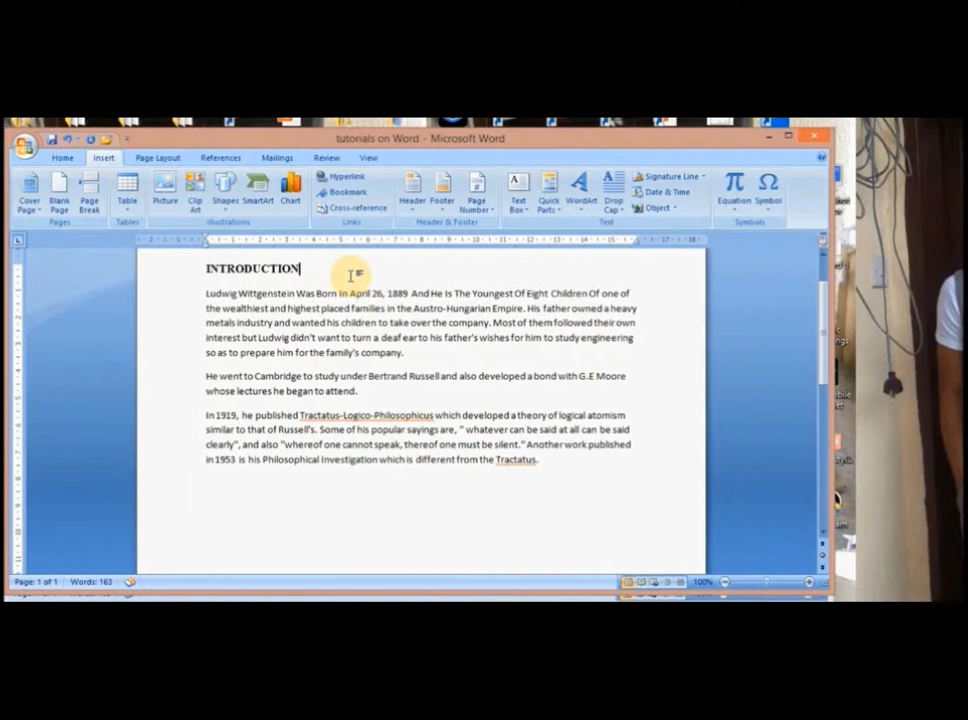 tutorials on Word - Microsoft Word
Home Insert Page Layout References Mailings Review View
Cover Page Blank Page Page Break
Pages
Table
Tables
Picture Clip Art Shapes SmartArt Chart
Illustrations
Hyperlink
Bookmark
Cross-reference
Links
Header Footer Page Number
Header & Footer
Text Box Quick Parts WordArt Drop Cap
Signature Line
Date & Time
Object
Text
Equation Symbol
Symbols
INTRODUCTION
Ludwig Wittgenstein Was Born In April 26, 1889 And He Is The Youngest Of Eight Children Of one of
the wealthiest and highest placed families in the Austro-Hungarian Empire. His father owned a heavy
metals industry and wanted his children to take over the company. Most of them followed their own
interest but Ludwig didn't want to turn a deaf ear to his father's wishes for him to study engineering
so as to prepare him for the family's company.
He went to Cambridge to study under Bertrand Russell and also developed a bond with G.E Moore
whose lectures he began to attend.
In 1919, he published Tractatus-Logico-Philosophicus which developed a theory of logical atomism
similar to that of Russell's. Some of his popular sayings are, " whatever can be said at all can be said
clearly", and also "whereof one cannot speak, thereof one must be silent." Another work published
in 1953 is his Philosophical Investigation which is different from the Tractatus.
Page: 1 of 1 Words: 163 100%